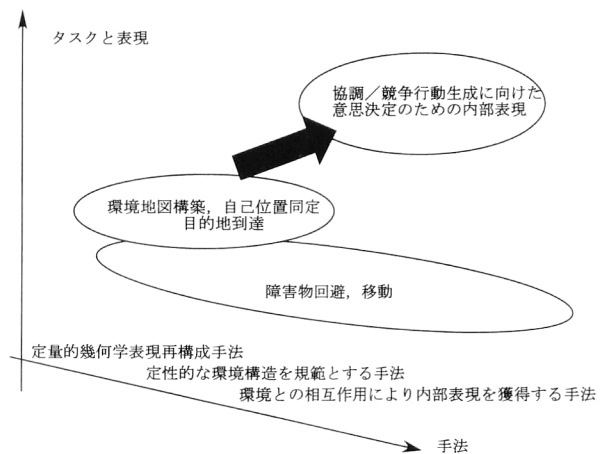 タスクと表現
協調／競争行動生成に向けた
意思決定のための内部表現
環境地図構築，自己位置同定
目的地到達
障害物回避，移動
定量的幾何学表現再構成手法
定性的な環境構造を規範とする手法
環境との相互作用により内部表現を獲得する手法
手法